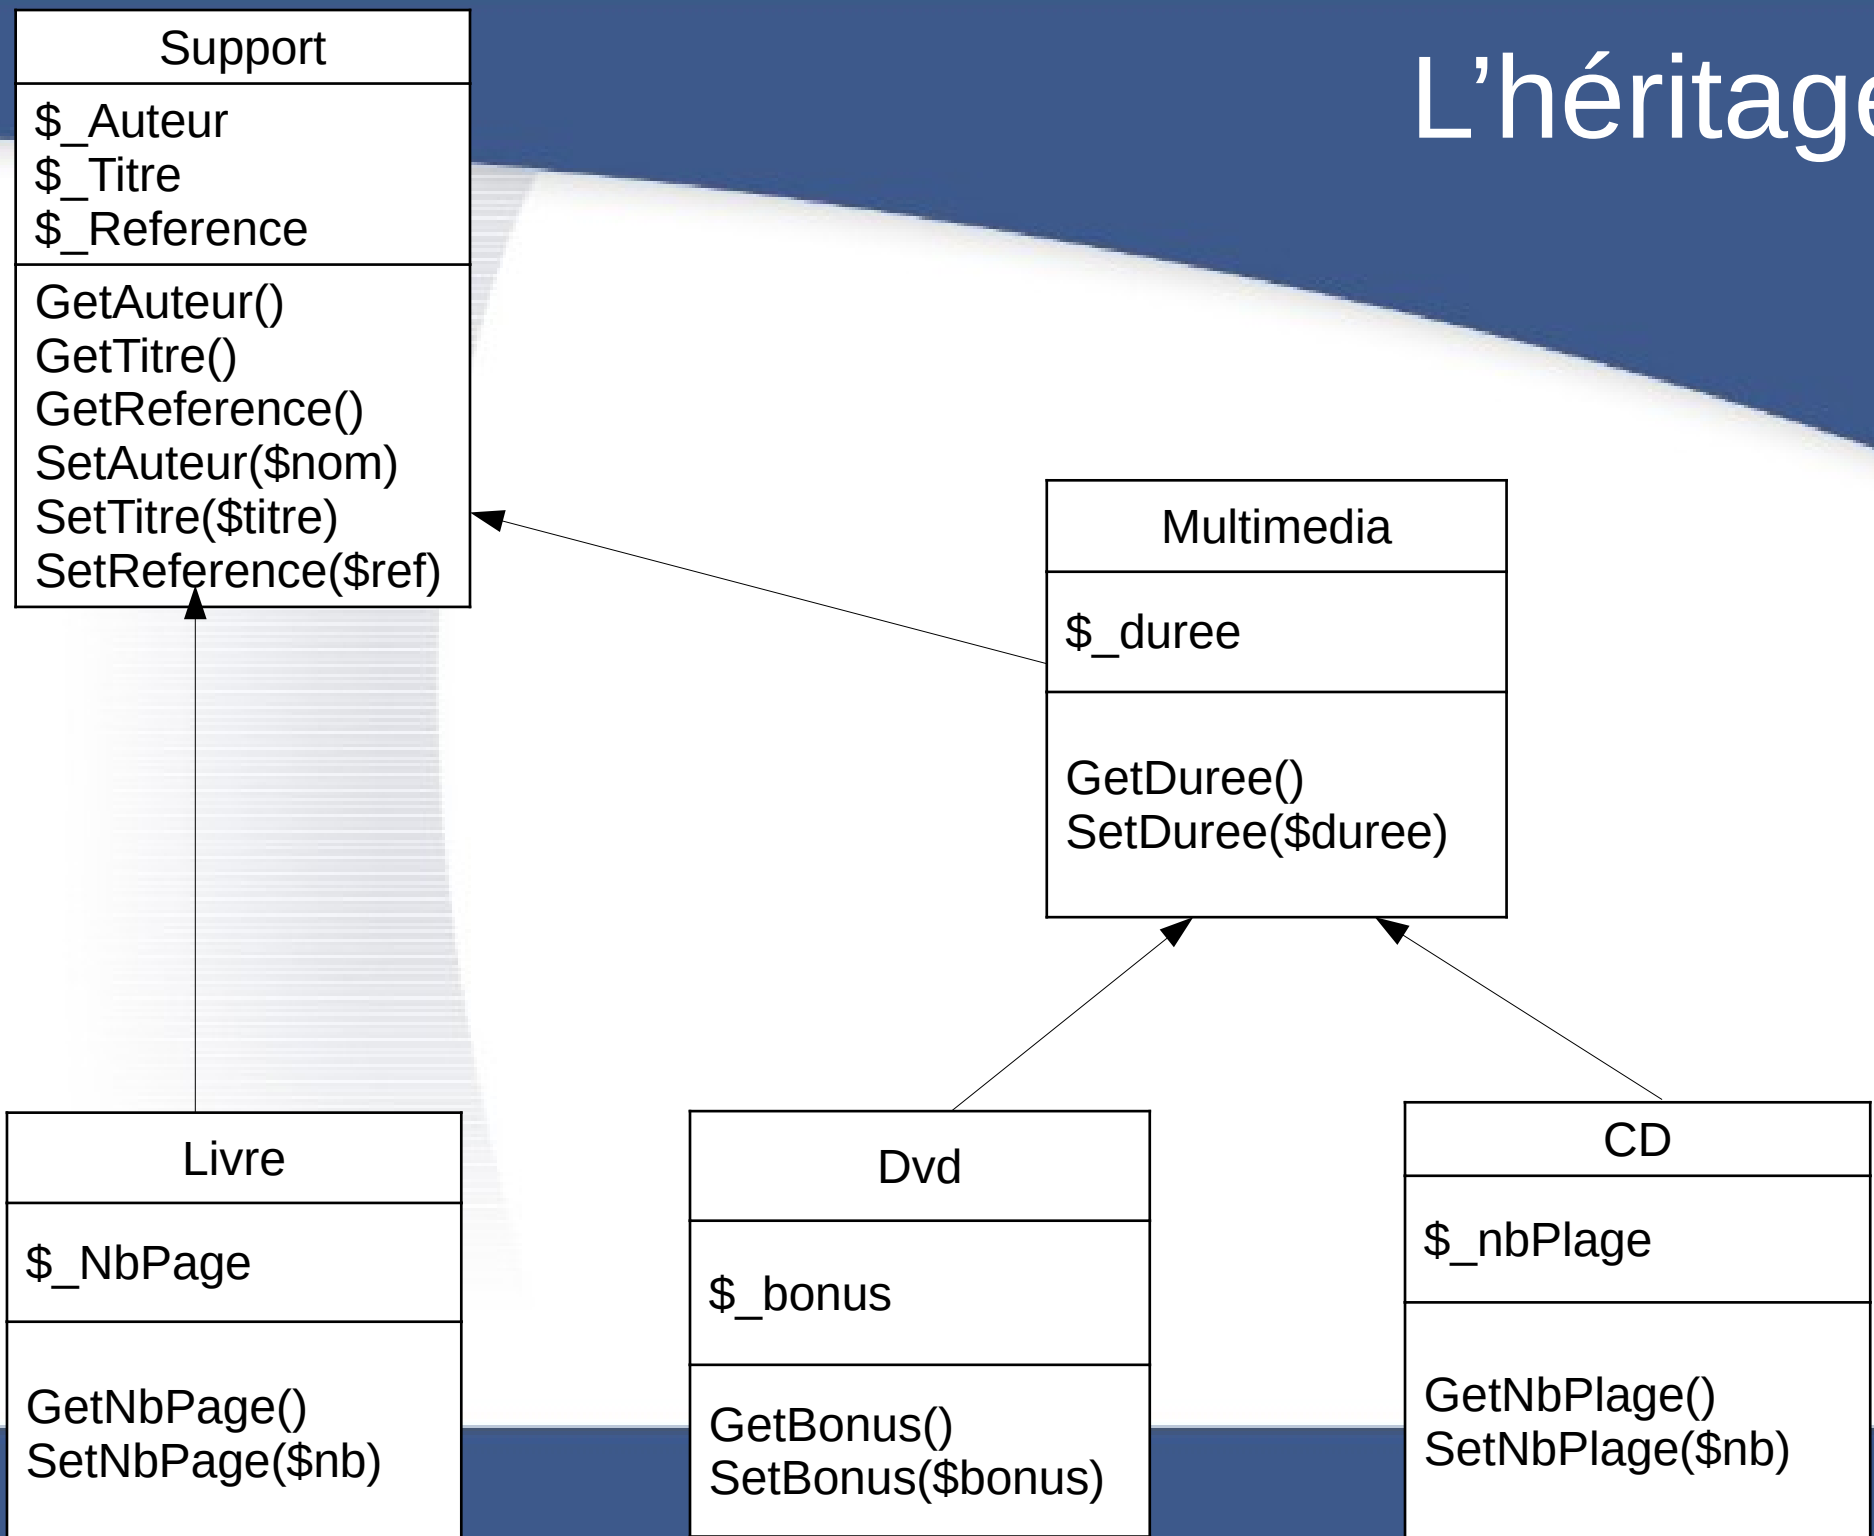 L’héritage
Support
$_Auteur
$_Titre
$_Reference
GetAuteur()
GetTitre()
GetReference()
SetAuteur($nom)
SetTitre($titre)
SetReference($ref)
Multimedia
$_duree
GetDuree()
SetDuree($duree)
Livre
$_NbPage
GetNbPage()
SetNbPage($nb)
Dvd
$_bonus
GetBonus()
SetBonus($bonus)
CD
$_nbPlage
GetNbPlage()
SetNbPlage($nb)